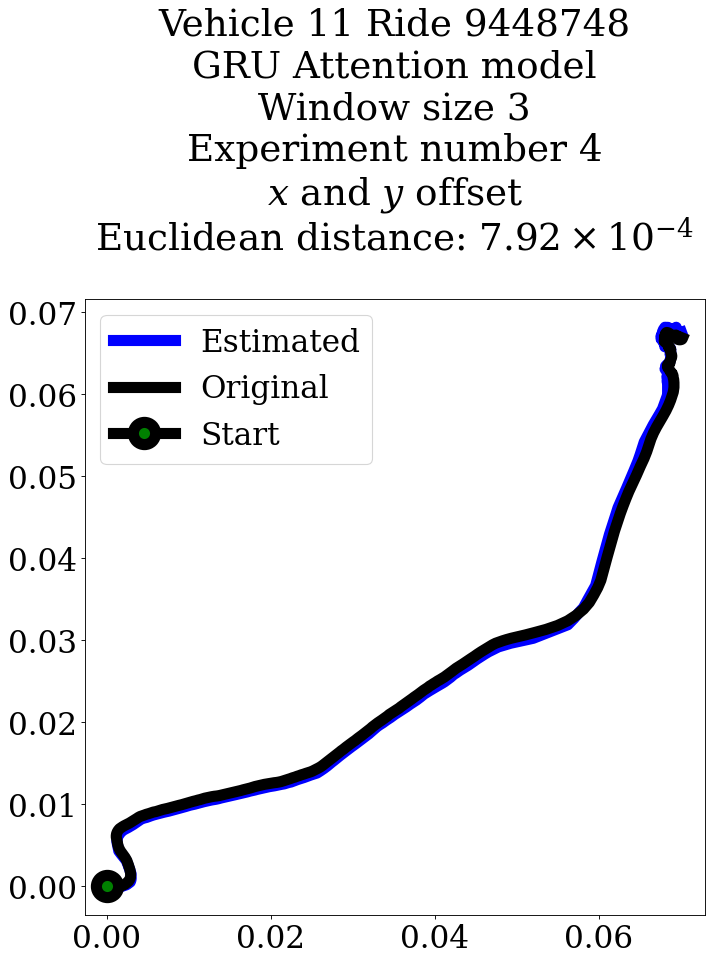 Vehicle 11 Ride 9448748
GRU Attention model
Window size 3
Experiment number 4
x and y offset
Euclidean distance: 7.92 × 10⁻⁴
0.07
0.06
0.05
0.04
0.03
0.02
0.01
0.00
Estimated
Original
Start
0.00 0.02 0.04 0.06